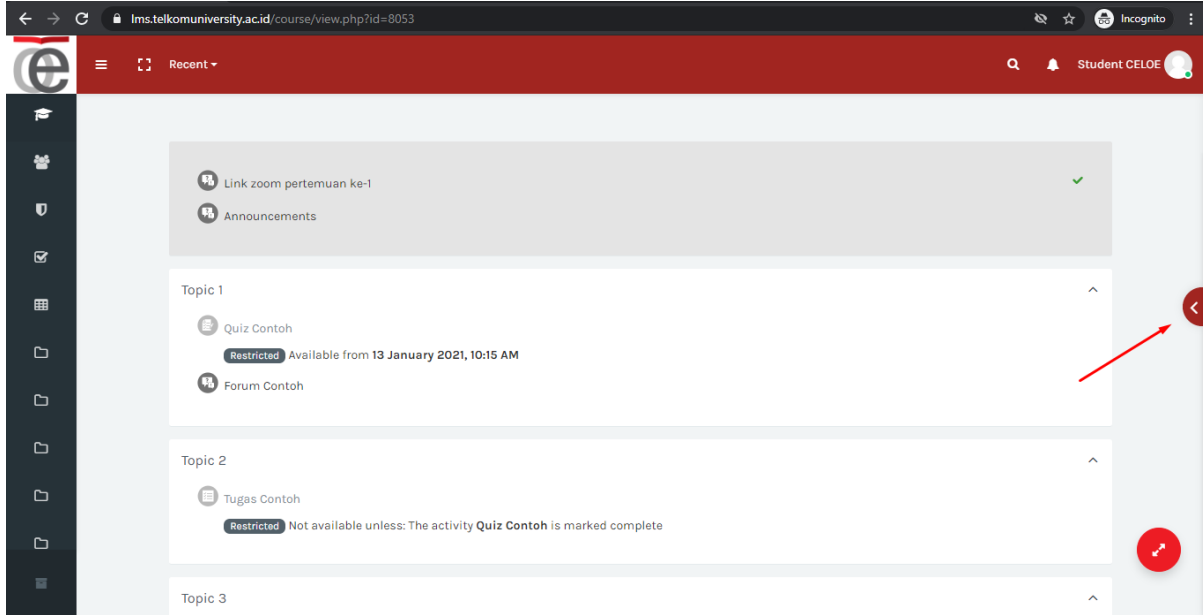 lms.telkomuniversity.ac.id/course/view.php?id=8053
Incognito
Recent
Student CELOE
Link zoom pertemuan ke-1
Announcements
Topic 1
Quiz Contoh
Restricted Available from 13 January 2021, 10:15 AM
Forum Contoh
Topic 2
Tugas Contoh
Restricted Not available unless: The activity Quiz Contoh is marked complete
Topic 3